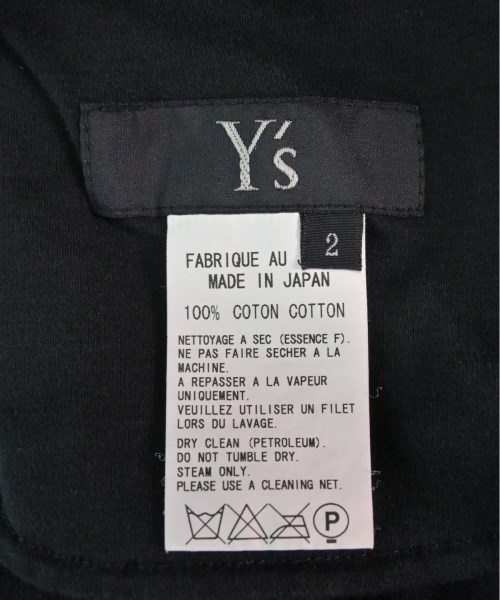 Y's
2
FABRIQUE AU J
MADE IN JAPAN
100% COTON COTTON
NETTOYAGE A SEC (ESSENCE F).
NE PAS FAIRE SECHER A LA
MACHINE.
A REPASSER A LA VAPEUR
UNIQUEMENT.
VEUILLEZ UTILISER UN FILET
LORS DU LAVAGE.
DRY CLEAN (PETROLEUM).
DO NOT TUMBLE DRY.
STEAM ONLY.
PLEASE USE A CLEANING NET.
P